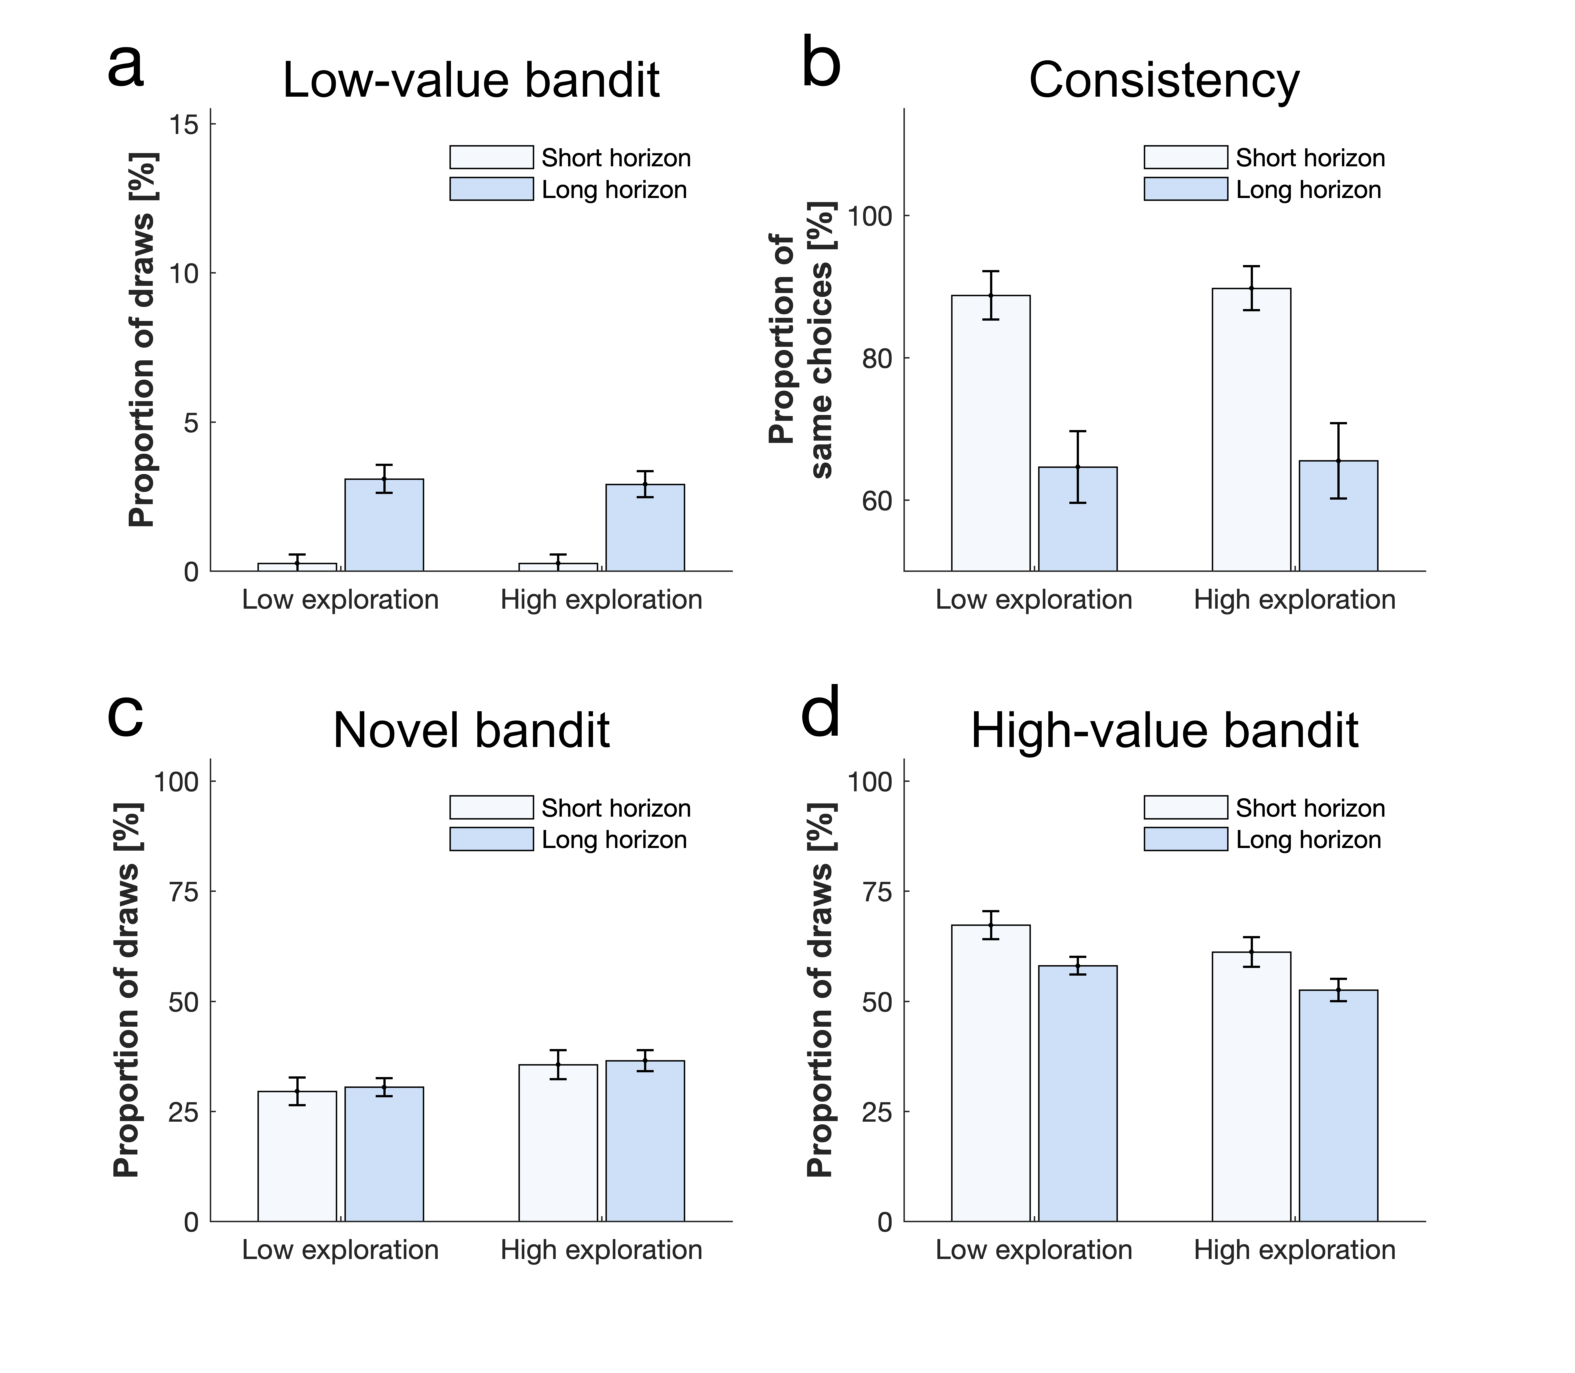 a
Low-value bandit
Proportion of draws [%]
15
10
5
0
Short horizon
Long horizon
Low exploration
High exploration
b
Consistency
Proportion of
same choices [%]
100
80
60
Short horizon
Long horizon
Low exploration
High exploration
c
Novel bandit
Proportion of draws [%]
100
75
50
25
0
Short horizon
Long horizon
Low exploration
High exploration
d
High-value bandit
Proportion of draws [%]
100
75
50
25
0
Short horizon
Long horizon
Low exploration
High exploration